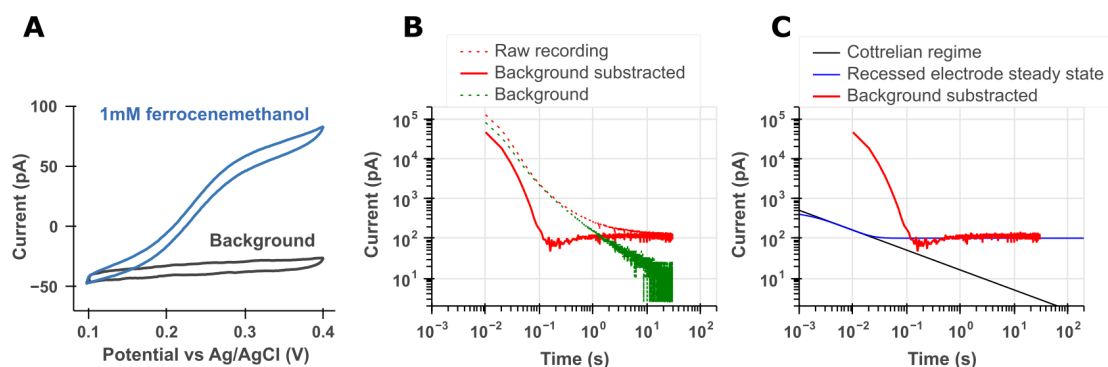 A
1mM ferrocenemethanol
Background
Current (pA)
100
50
0
−50
0.1
0.2
0.3
0.4
Potential vs Ag/AgCl (V)
B
Raw recording
Background substracted
Background
Current (pA)
10⁵
10⁴
10³
10²
10¹
10⁻³
10⁻²
10⁻¹
10⁰
10¹
10²
Time (s)
C
Cottrelian regime
Recessed electrode steady state
Background substracted
Current (pA)
10⁵
10⁴
10³
10²
10¹
10⁻³
10⁻²
10⁻¹
10⁰
10¹
10²
Time (s)